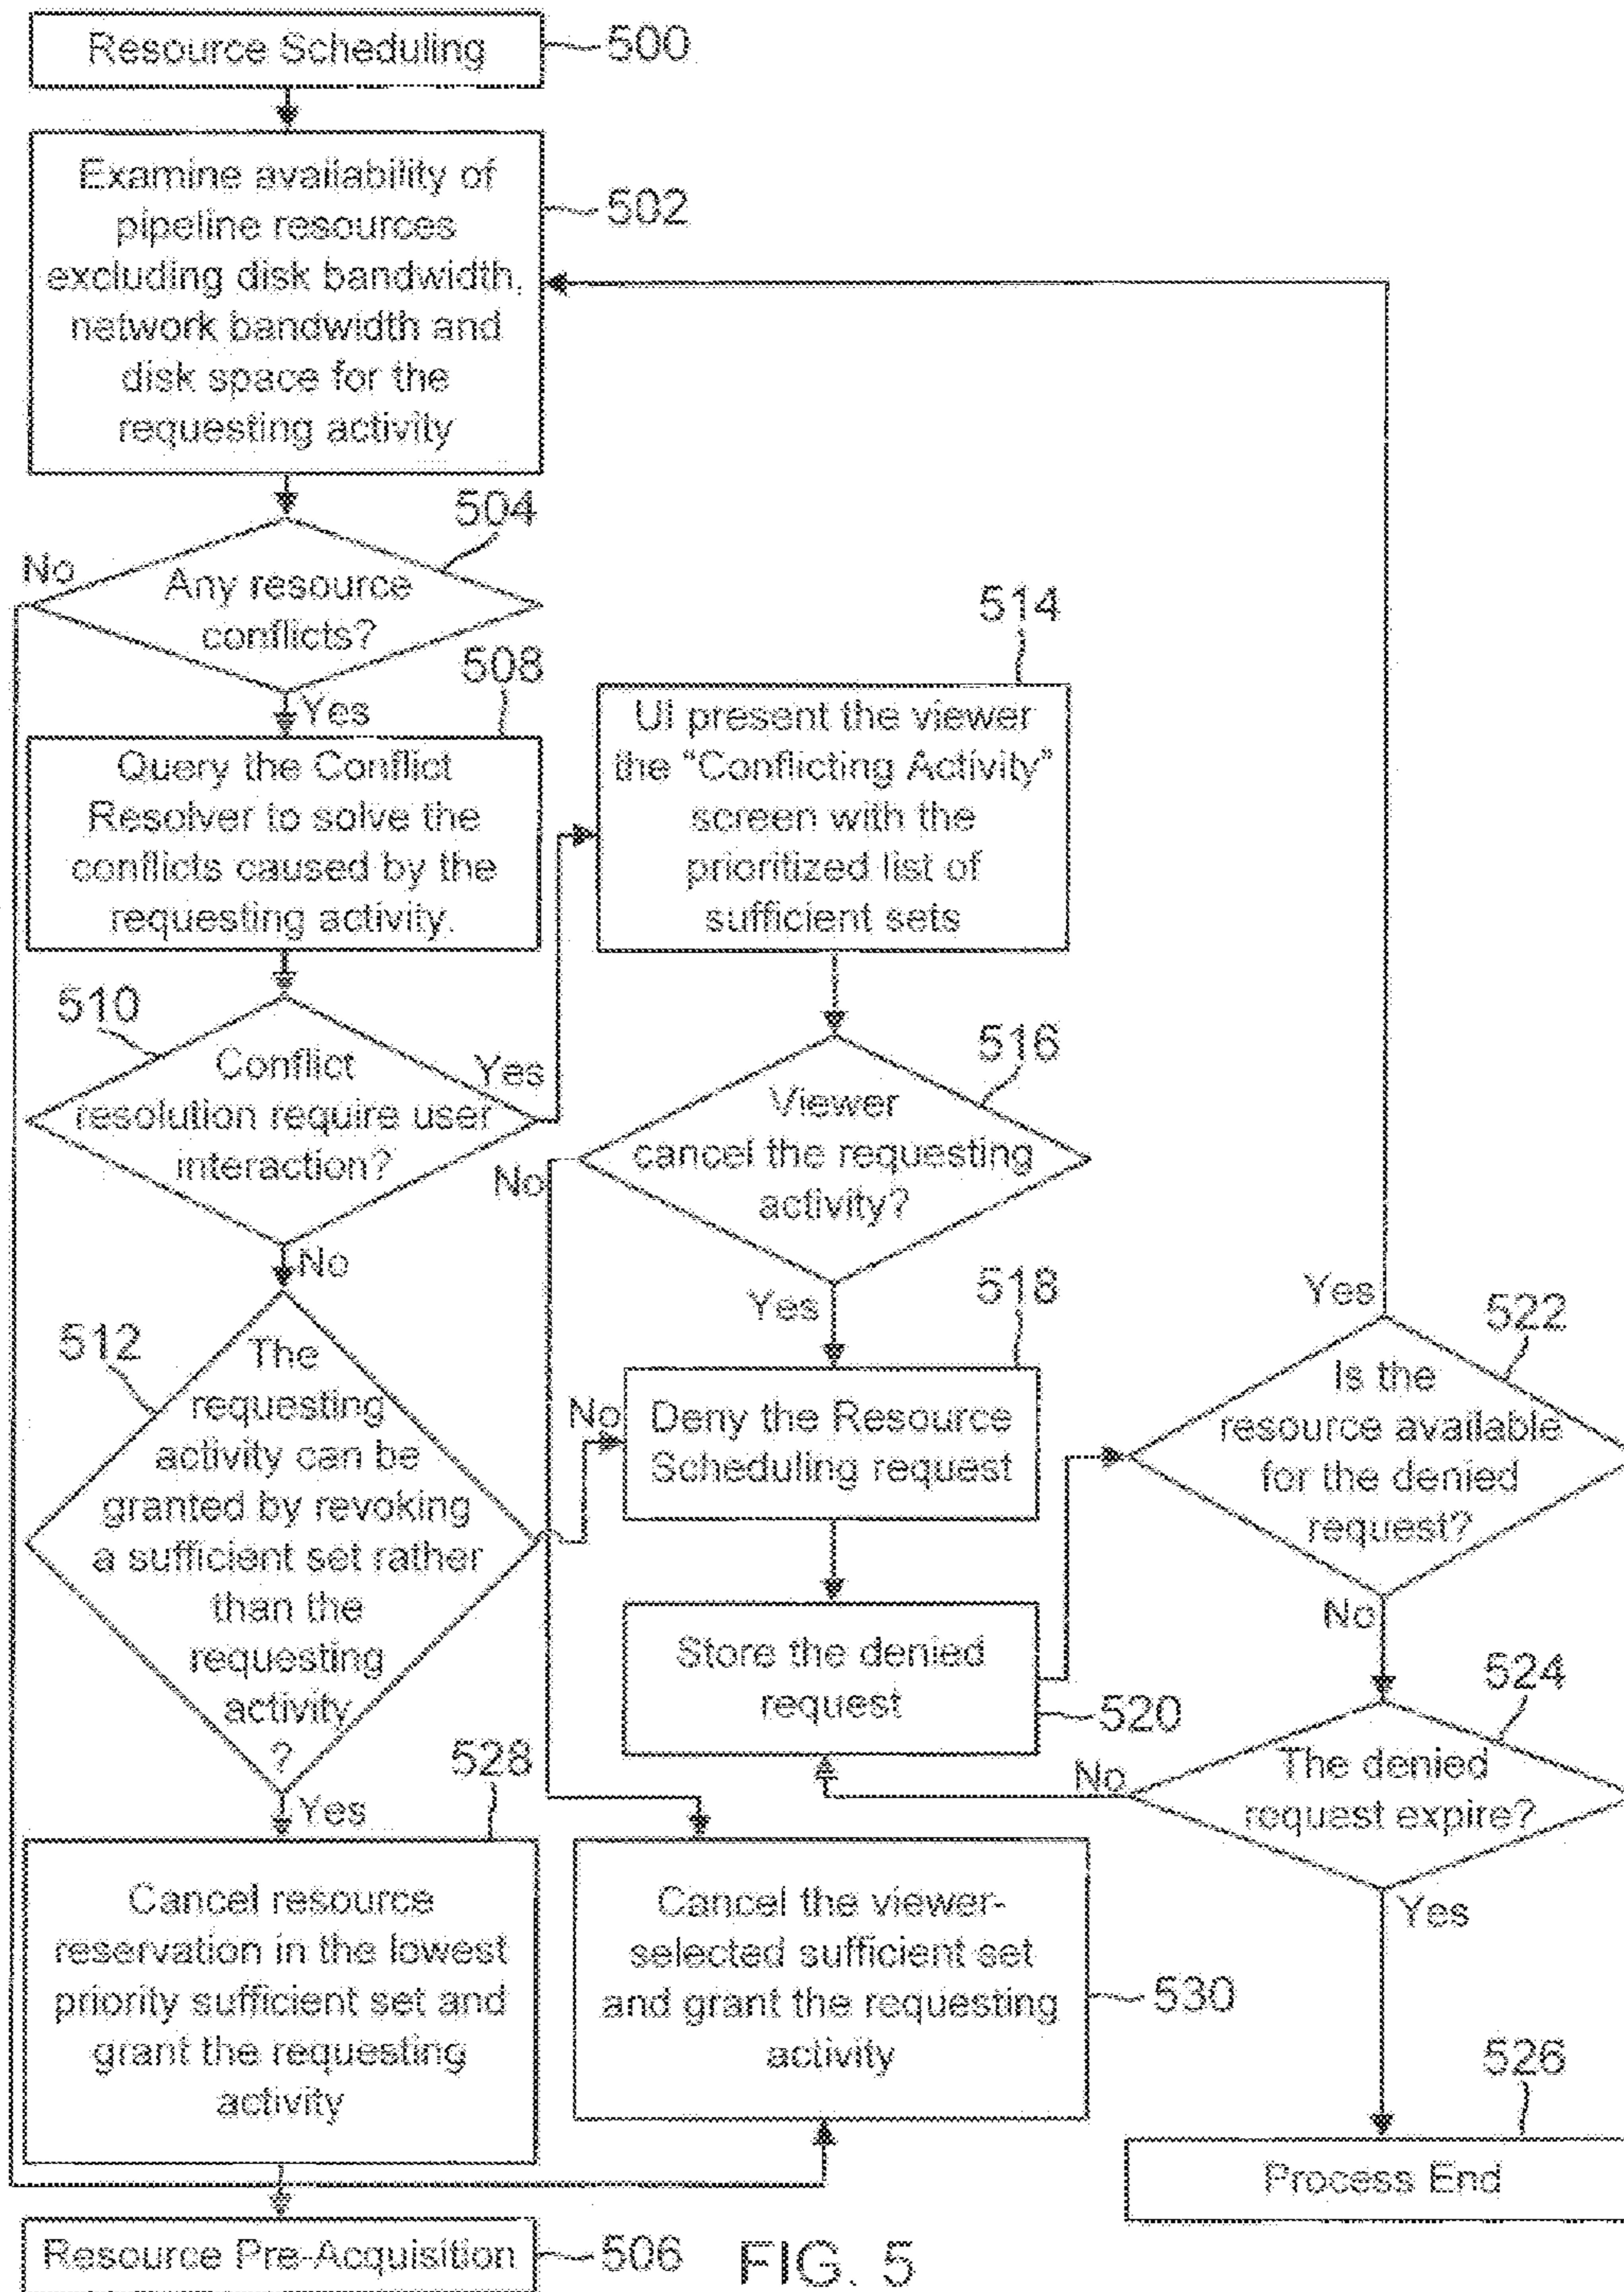 Resource Scheduling
500
Examine availability of
pipeline resources
excluding disk bandwidth,
network bandwidth and
disk space for the
requesting activity
502
504
No
Any resource
conflicts?
Yes
508
Query the Conflict
Resolver to solve the
conflicts caused by the
requesting activity.
510
Conflict
resolution require user
interaction?
Yes
No
512
The
requesting
activity can be
granted by revoking
a sufficient set rather
than the
requesting
activity
?
No
Yes
528
Cancel resource
reservation in the lowest
priority sufficient set and
grant the requesting
activity
Resource Pre-Acquisition
506
514
UI present the viewer
the "Conflicting Activity"
screen with the
prioritized list of
sufficient sets
516
Viewer
cancel the requesting
activity?
No
Yes
518
Deny the Resource
Scheduling request
Store the denied
request
520
Cancel the viewer-
selected sufficient set
and grant the requesting
activity
530
Yes
522
Is the
resource available
for the denied
request?
No
524
The denied
request expire?
No
Yes
526
Process End
FIG. 5